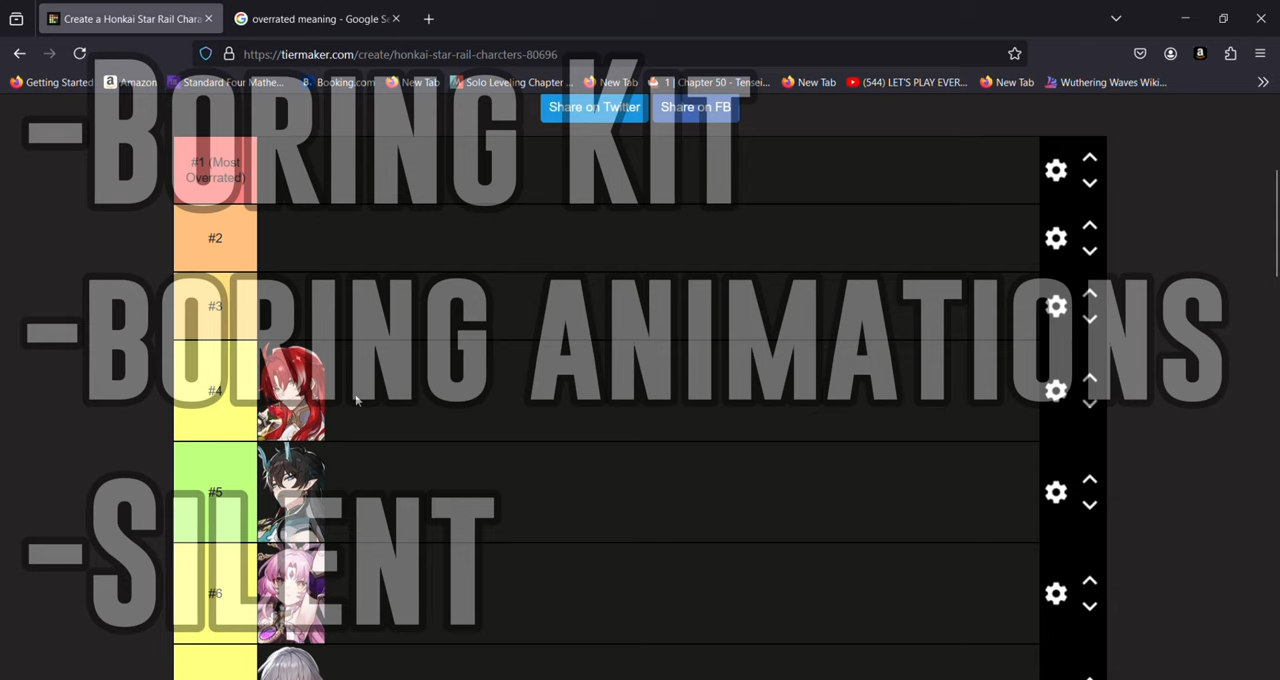 Create a Honkai Star Rail Chara
overrated meaning - Google Se
https://tiermaker.com/create/honkai-star-rail-charcters-80696
Getting Started
Amazon
Standard Four Mathe...
Booking.com
New Tab
Solo Leveling Chapter ...
New Tab
1 | Chapter 50 - Tensei...
New Tab
(544) LET'S PLAY EVER...
New Tab
Wuthering Waves Wiki...
Share on Twitter
Share on FB
-BORING KIT
#1 (Most
Overrated)
#2
-BORING ANIMATIONS
#3
#4
-SILENT
#5
#6